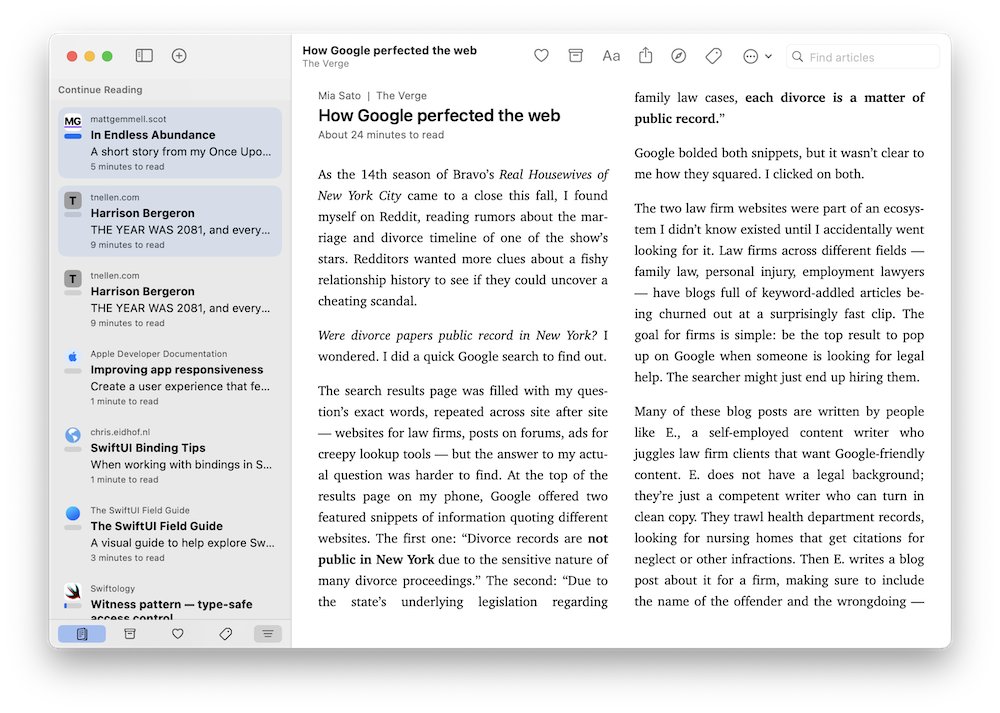 Continue Reading
MG
mattgemmell.scot
In Endless Abundance
A short story from my Once Upo...
5 minutes to read
T
tnellen.com
Harrison Bergeron
THE YEAR WAS 2081, and every...
9 minutes to read
T
tnellen.com
Harrison Bergeron
THE YEAR WAS 2081, and every...
9 minutes to read
Apple Developer Documentation
Improving app responsiveness
Create a user experience that fe...
1 minute to read
chris.eidhof.nl
SwiftUI Binding Tips
When working with bindings in S...
1 minute to read
The SwiftUI Field Guide
The SwiftUI Field Guide
A visual guide to help explore Sw...
3 minutes to read
Swiftology
Witness pattern — type-safe
access control
How Google perfected the web
The Verge
Aa
Find articles
Mia Sato | The Verge
How Google perfected the web
About 24 minutes to read
As the 14th season of Bravo’s Real Housewives of
New York City came to a close this fall, I found
myself on Reddit, reading rumors about the mar-
riage and divorce timeline of one of the show’s
stars. Redditors wanted more clues about a fishy
relationship history to see if they could uncover a
cheating scandal.
Were divorce papers public record in New York? I
wondered. I did a quick Google search to find out.
The search results page was filled with my ques-
tion’s exact words, repeated across site after site
— websites for law firms, posts on forums, ads for
creepy lookup tools — but the answer to my actu-
al question was harder to find. At the top of the
results page on my phone, Google offered two
featured snippets of information quoting different
websites. The first one: “Divorce records are not
public in New York due to the sensitive nature of
many divorce proceedings.” The second: “Due to
the state’s underlying legislation regarding
family law cases, each divorce is a matter of
public record.”
Google bolded both snippets, but it wasn’t clear to
me how they squared. I clicked on both.
The two law firm websites were part of an ecosys-
tem I didn’t know existed until I accidentally went
looking for it. Law firms across different fields —
family law, personal injury, employment lawyers
— have blogs full of keyword-addled articles be-
ing churned out at a surprisingly fast clip. The
goal for firms is simple: be the top result to pop
up on Google when someone is looking for legal
help. The searcher might just end up hiring them.
Many of these blog posts are written by people
like E., a self-employed content writer who
juggles law firm clients that want Google-friendly
content. E. does not have a legal background;
they’re just a competent writer who can turn in
clean copy. They trawl health department records,
looking for nursing homes that get citations for
neglect or other infractions. Then E. writes a blog
post about it for a firm, making sure to include
the name of the offender and the wrongdoing —